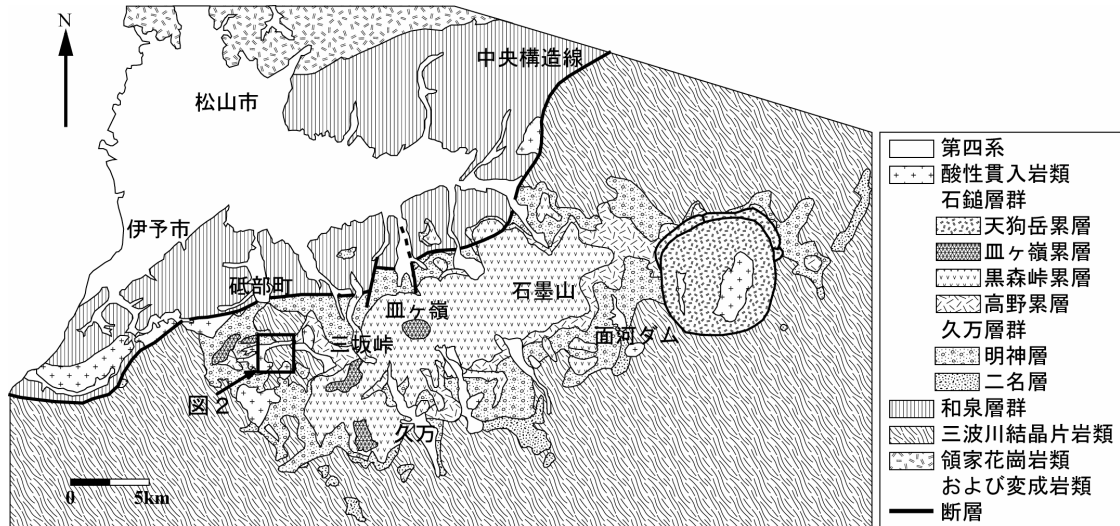 N
中央構造線
松山市
伊予市
砥部町
皿ヶ嶺
石墨山
三坂峠
面河ダム
図２
久万
0 5km
第四系
酸性貫入岩類
石鎚層群
天狗岳累層
皿ヶ嶺累層
黒森峠累層
高野累層
久万層群
明神層
二名層
和泉層群
三波川結晶片岩類
領家花崗岩類
および変成岩類
断層